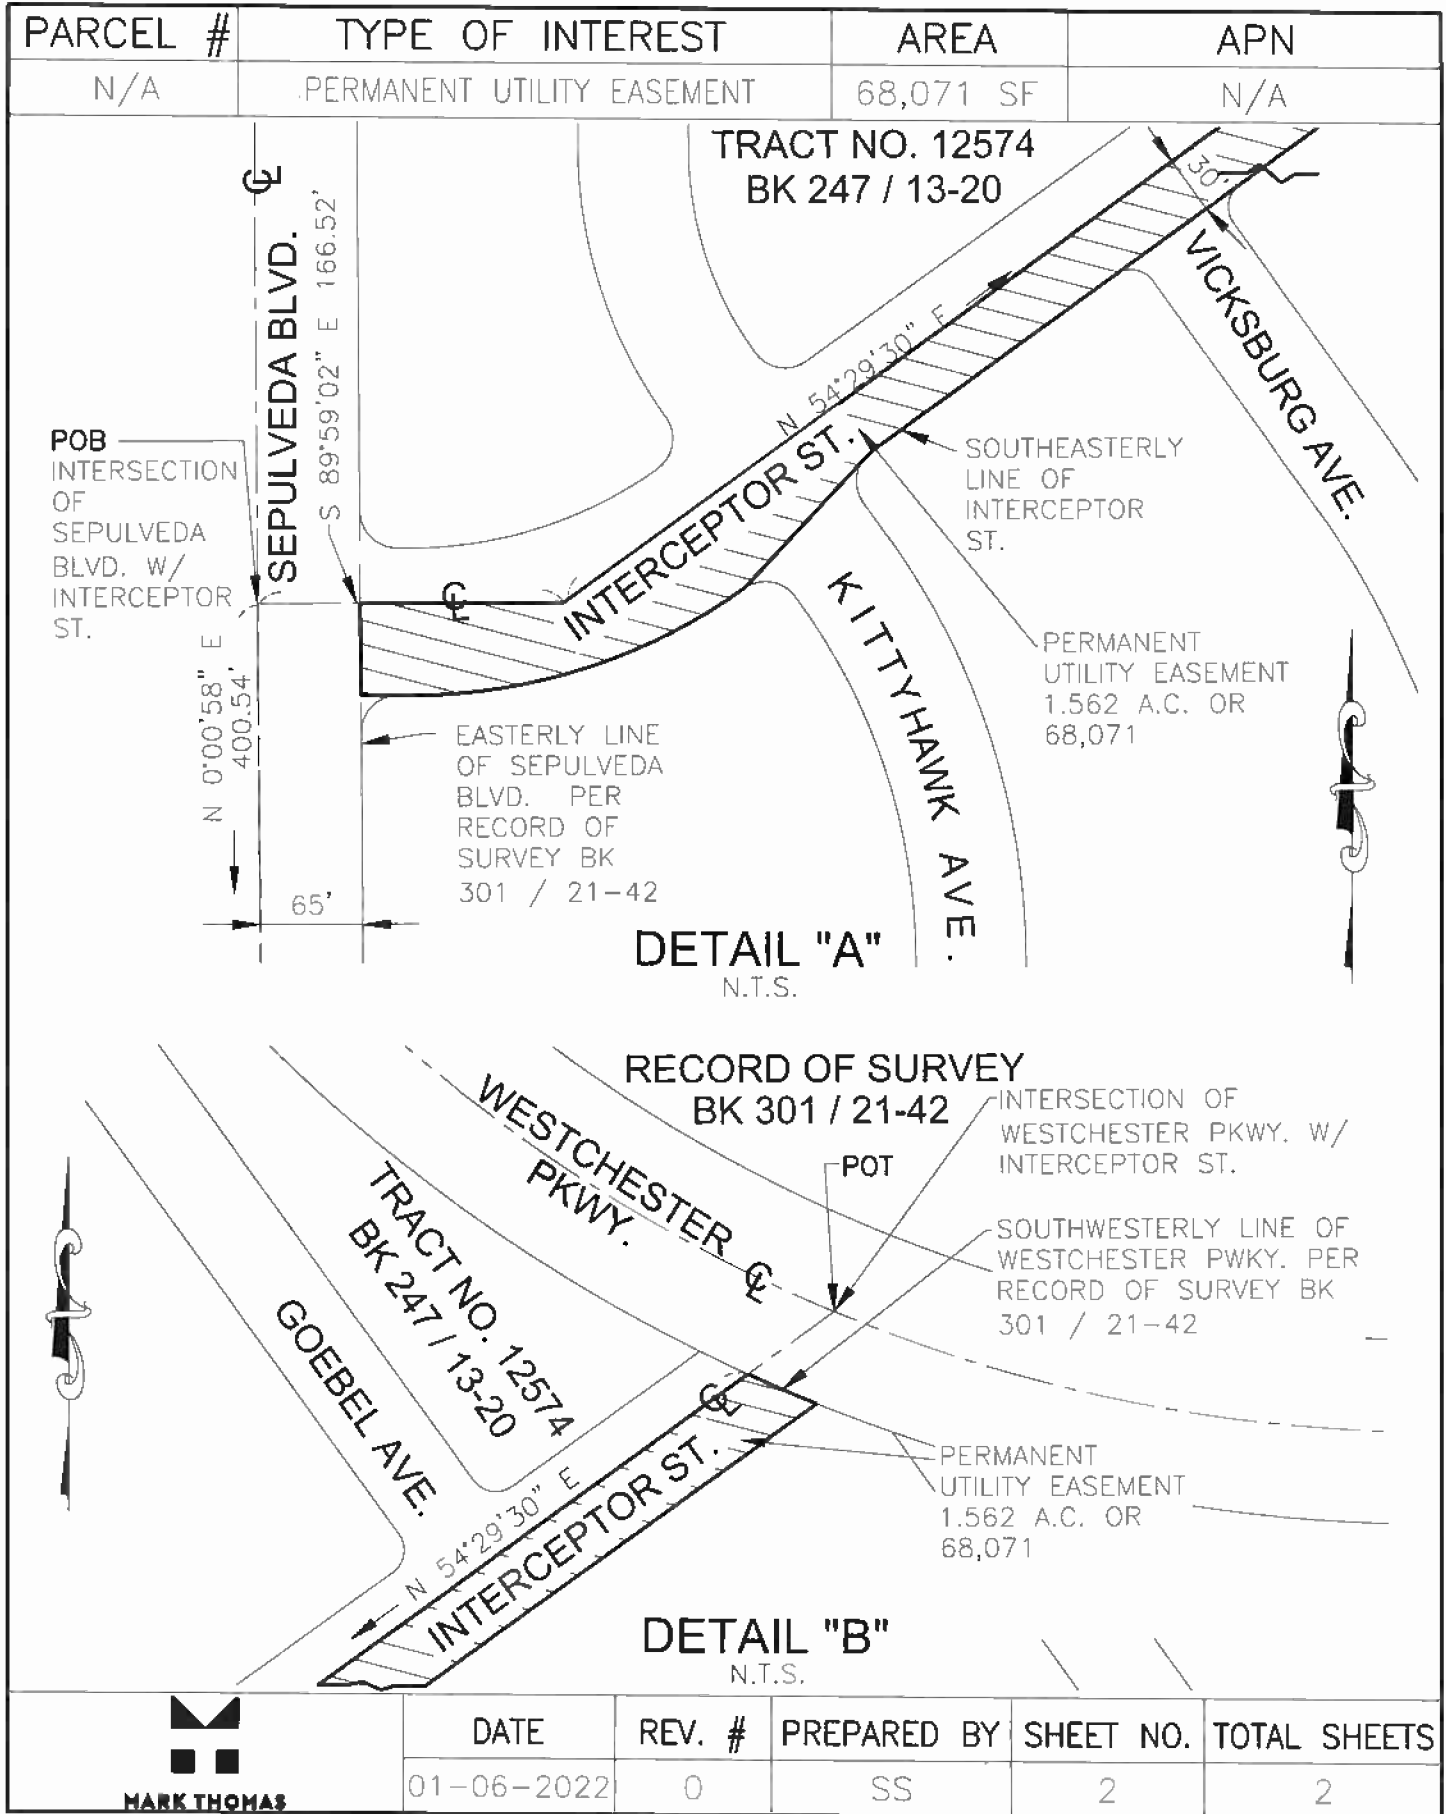 PARCEL # TYPE OF INTEREST AREA APN
N/A PERMANENT UTILITY EASEMENT 68,071 SF N/A
TRACT NO. 12574
BK 247 / 13-20
30'
℄
SEPULVEDA BLVD.
S 89°59'02" E 166.52'
VICKSBURG AVE.
N 54°29'30" E
POB
INTERSECTION
OF
SEPULVEDA
BLVD. W/
INTERCEPTOR
ST.
SOUTHEASTERLY
LINE OF
INTERCEPTOR
ST.
INTERCEPTOR ST.
℄
KITTYHAWK AVE.
PERMANENT
UTILITY EASEMENT
1.562 A.C. OR
68,071
N 0°00'58" E
400.54'
EASTERLY LINE
OF SEPULVEDA
BLVD. PER
RECORD OF
SURVEY BK
301 / 21-42
65'
DETAIL "A"
N.T.S.
RECORD OF SURVEY
BK 301 / 21-42
WESTCHESTER
PKWY.
℄
INTERSECTION OF
WESTCHESTER PKWY. W/
INTERCEPTOR ST.
POT
SOUTHWESTERLY LINE OF
WESTCHESTER PWKY. PER
RECORD OF SURVEY BK
301 / 21-42
TRACT NO. 12574
BK 247 / 13-20
GOEBEL AVE.
℄
N 54°29'30" E
INTERCEPTOR ST.
PERMANENT
UTILITY EASEMENT
1.562 A.C. OR
68,071
DETAIL "B"
N.T.S.
MARK THOMAS
DATE REV. # PREPARED BY SHEET NO. TOTAL SHEETS
01-06-2022 0 SS 2 2